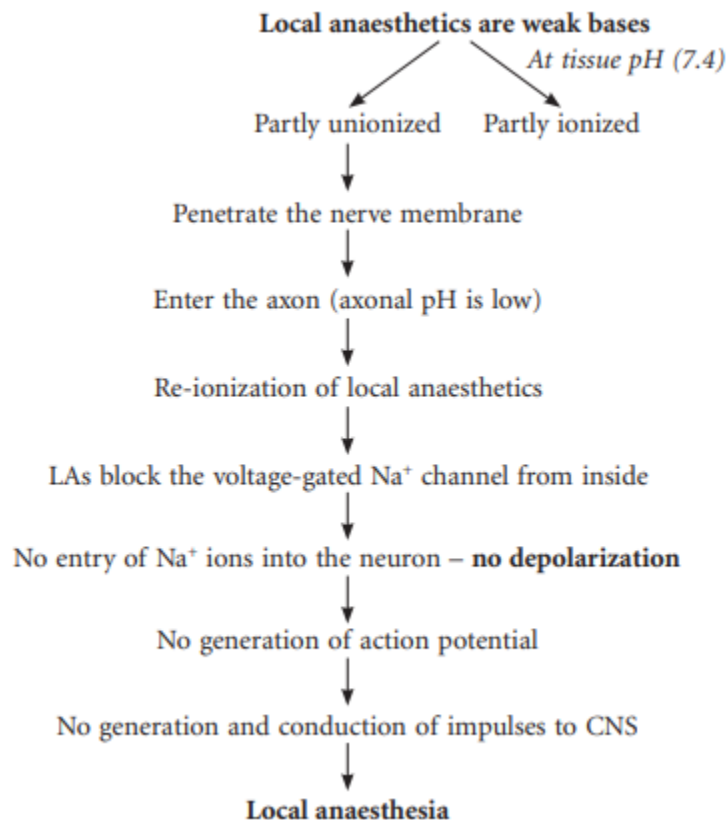 Local anaesthetics are weak bases
At tissue pH (7.4)
Partly unionized Partly ionized
Penetrate the nerve membrane
Enter the axon (axonal pH is low)
Re-ionization of local anaesthetics
LAs block the voltage-gated Na⁺ channel from inside
No entry of Na⁺ ions into the neuron – no depolarization
No generation of action potential
No generation and conduction of impulses to CNS
Local anaesthesia